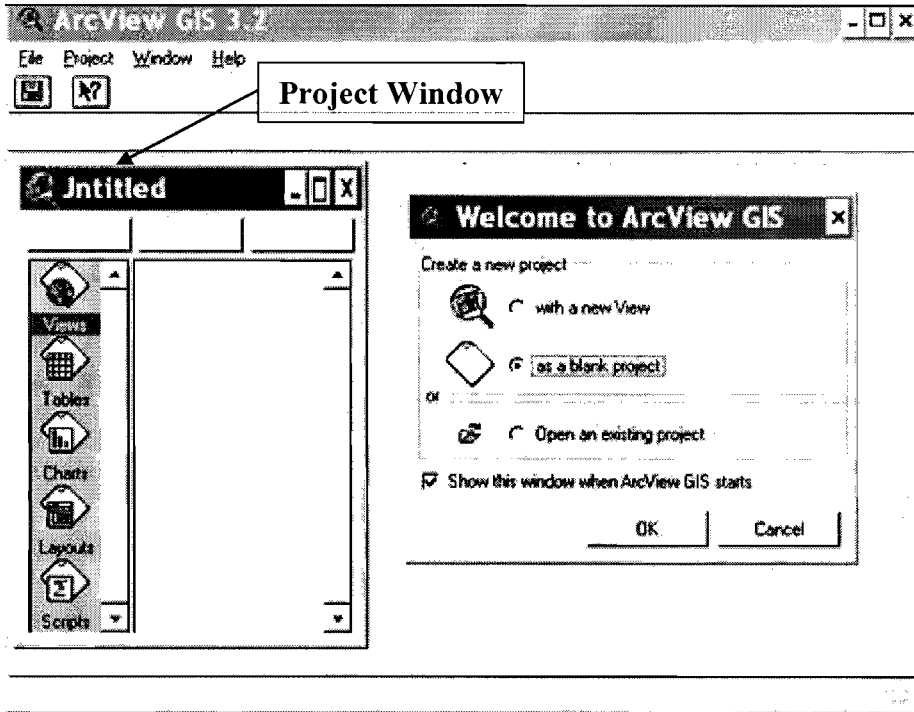 ArcView GIS 3.2
File Project Window Help
Project Window
Jntitled
Welcome to ArcView GIS
Create a new project
with a new View
as a blank project
or
Open an existing project
Show this window when ArcView GIS starts
OK Cancel
Views
Tables
Charts
Layouts
Scripts